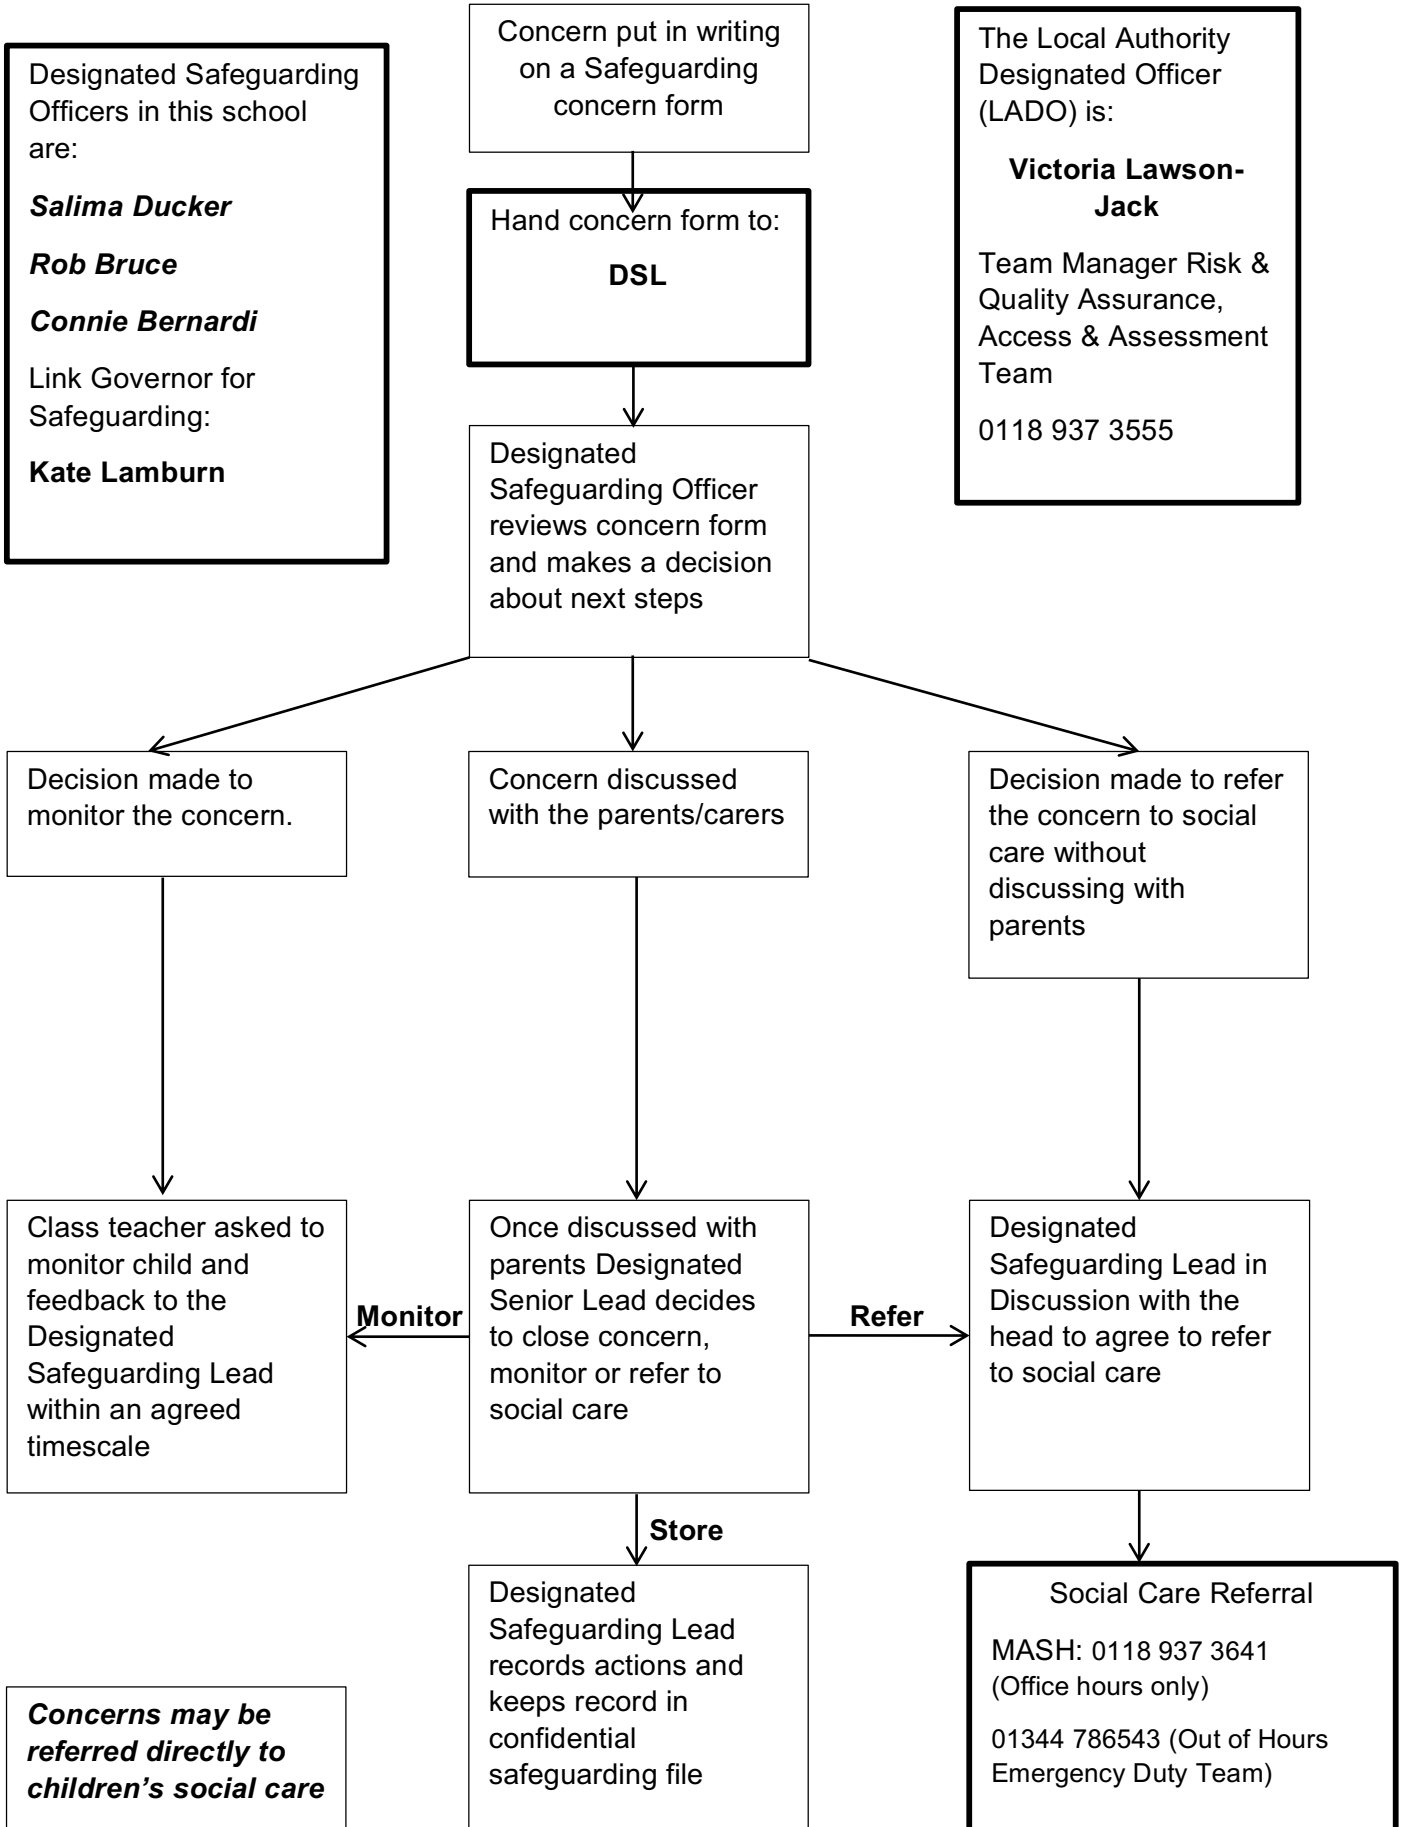 Designated Safeguarding
Officers in this school
are:
Salima Ducker
Rob Bruce
Connie Bernardi
Link Governor for
Safeguarding:
Kate Lamburn
Concern put in writing
on a Safeguarding
concern form
Hand concern form to:
DSL
The Local Authority
Designated Officer
(LADO) is:
Victoria Lawson-
Jack
Team Manager Risk &
Quality Assurance,
Access & Assessment
Team
0118 937 3555
Designated
Safeguarding Officer
reviews concern form
and makes a decision
about next steps
Decision made to
monitor the concern.
Concern discussed
with the parents/carers
Decision made to refer
the concern to social
care without
discussing with
parents
Class teacher asked to
monitor child and
feedback to the
Designated
Safeguarding Lead
within an agreed
timescale
Monitor
Once discussed with
parents Designated
Senior Lead decides
to close concern,
monitor or refer to
social care
Refer
Designated
Safeguarding Lead in
Discussion with the
head to agree to refer
to social care
Store
Designated
Safeguarding Lead
records actions and
keeps record in
confidential
safeguarding file
Social Care Referral
MASH: 0118 937 3641
(Office hours only)
01344 786543 (Out of Hours
Emergency Duty Team)
Concerns may be
referred directly to
children’s social care